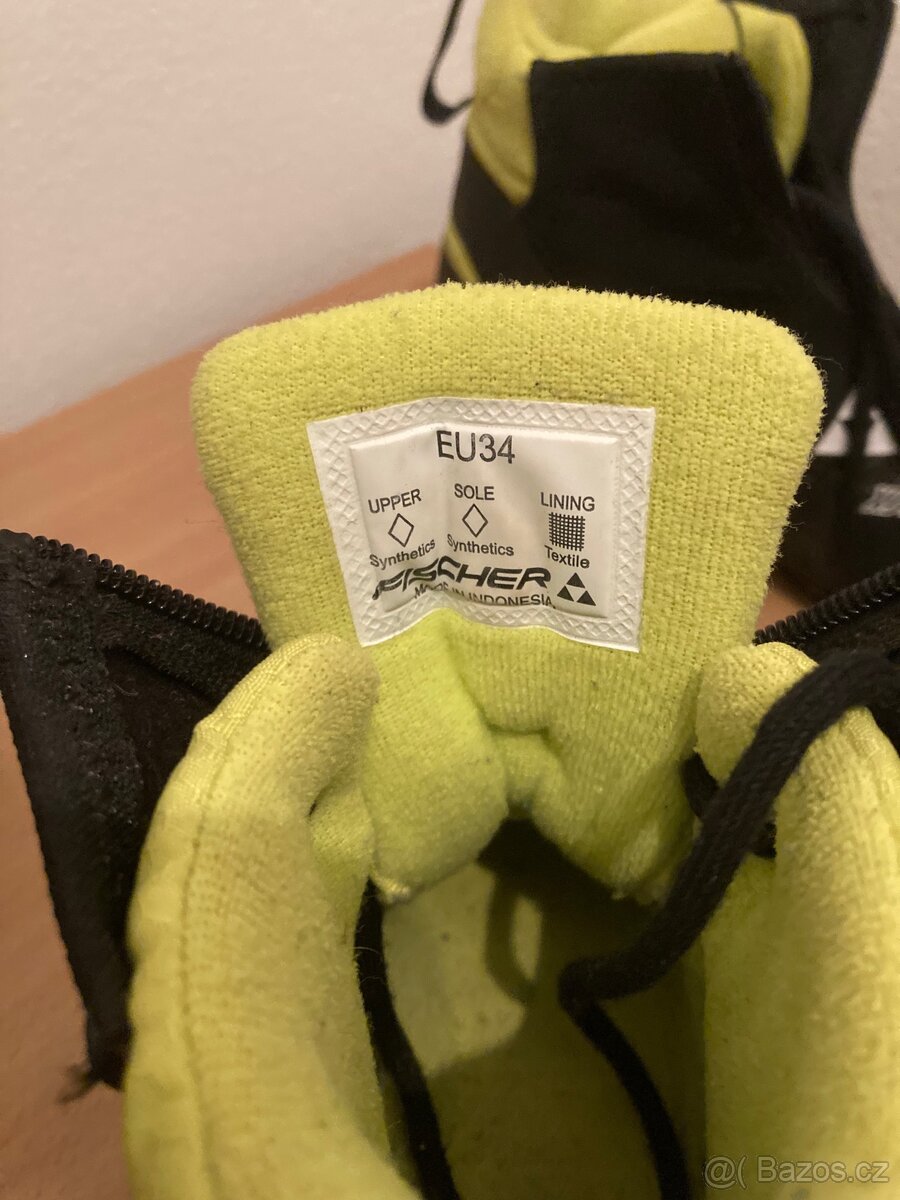 EU34
UPPER SOLE LINING
Synthetics Synthetics Textile
FISCHER
MADE IN INDONESIA
@( Bazos.cz